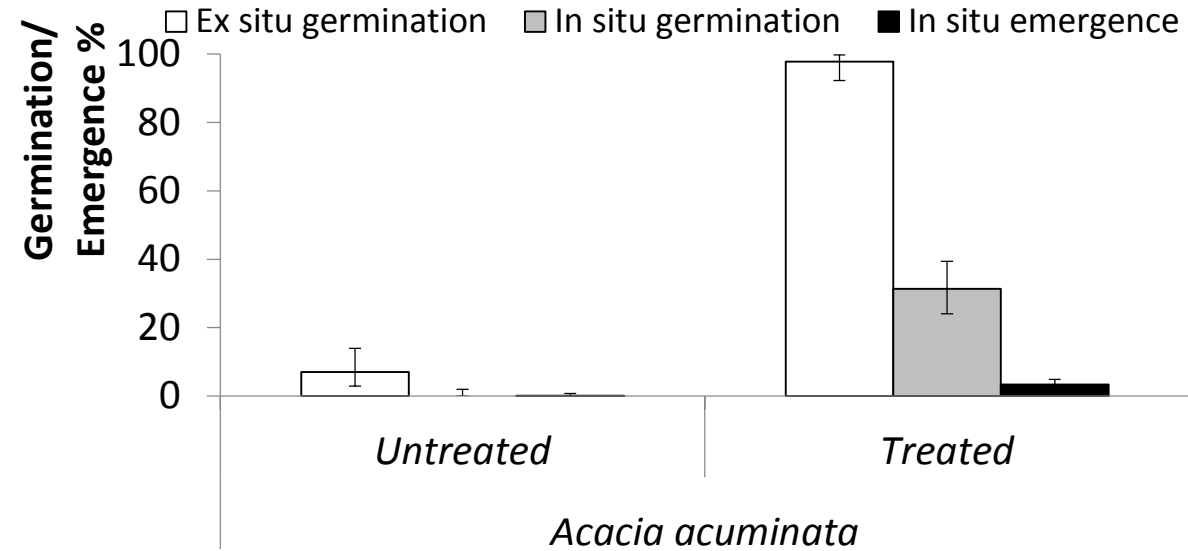 Ex situ germination In situ germination In situ emergence
Germination/
Emergence %
100
80
60
40
20
0
Untreated Treated
Acacia acuminata